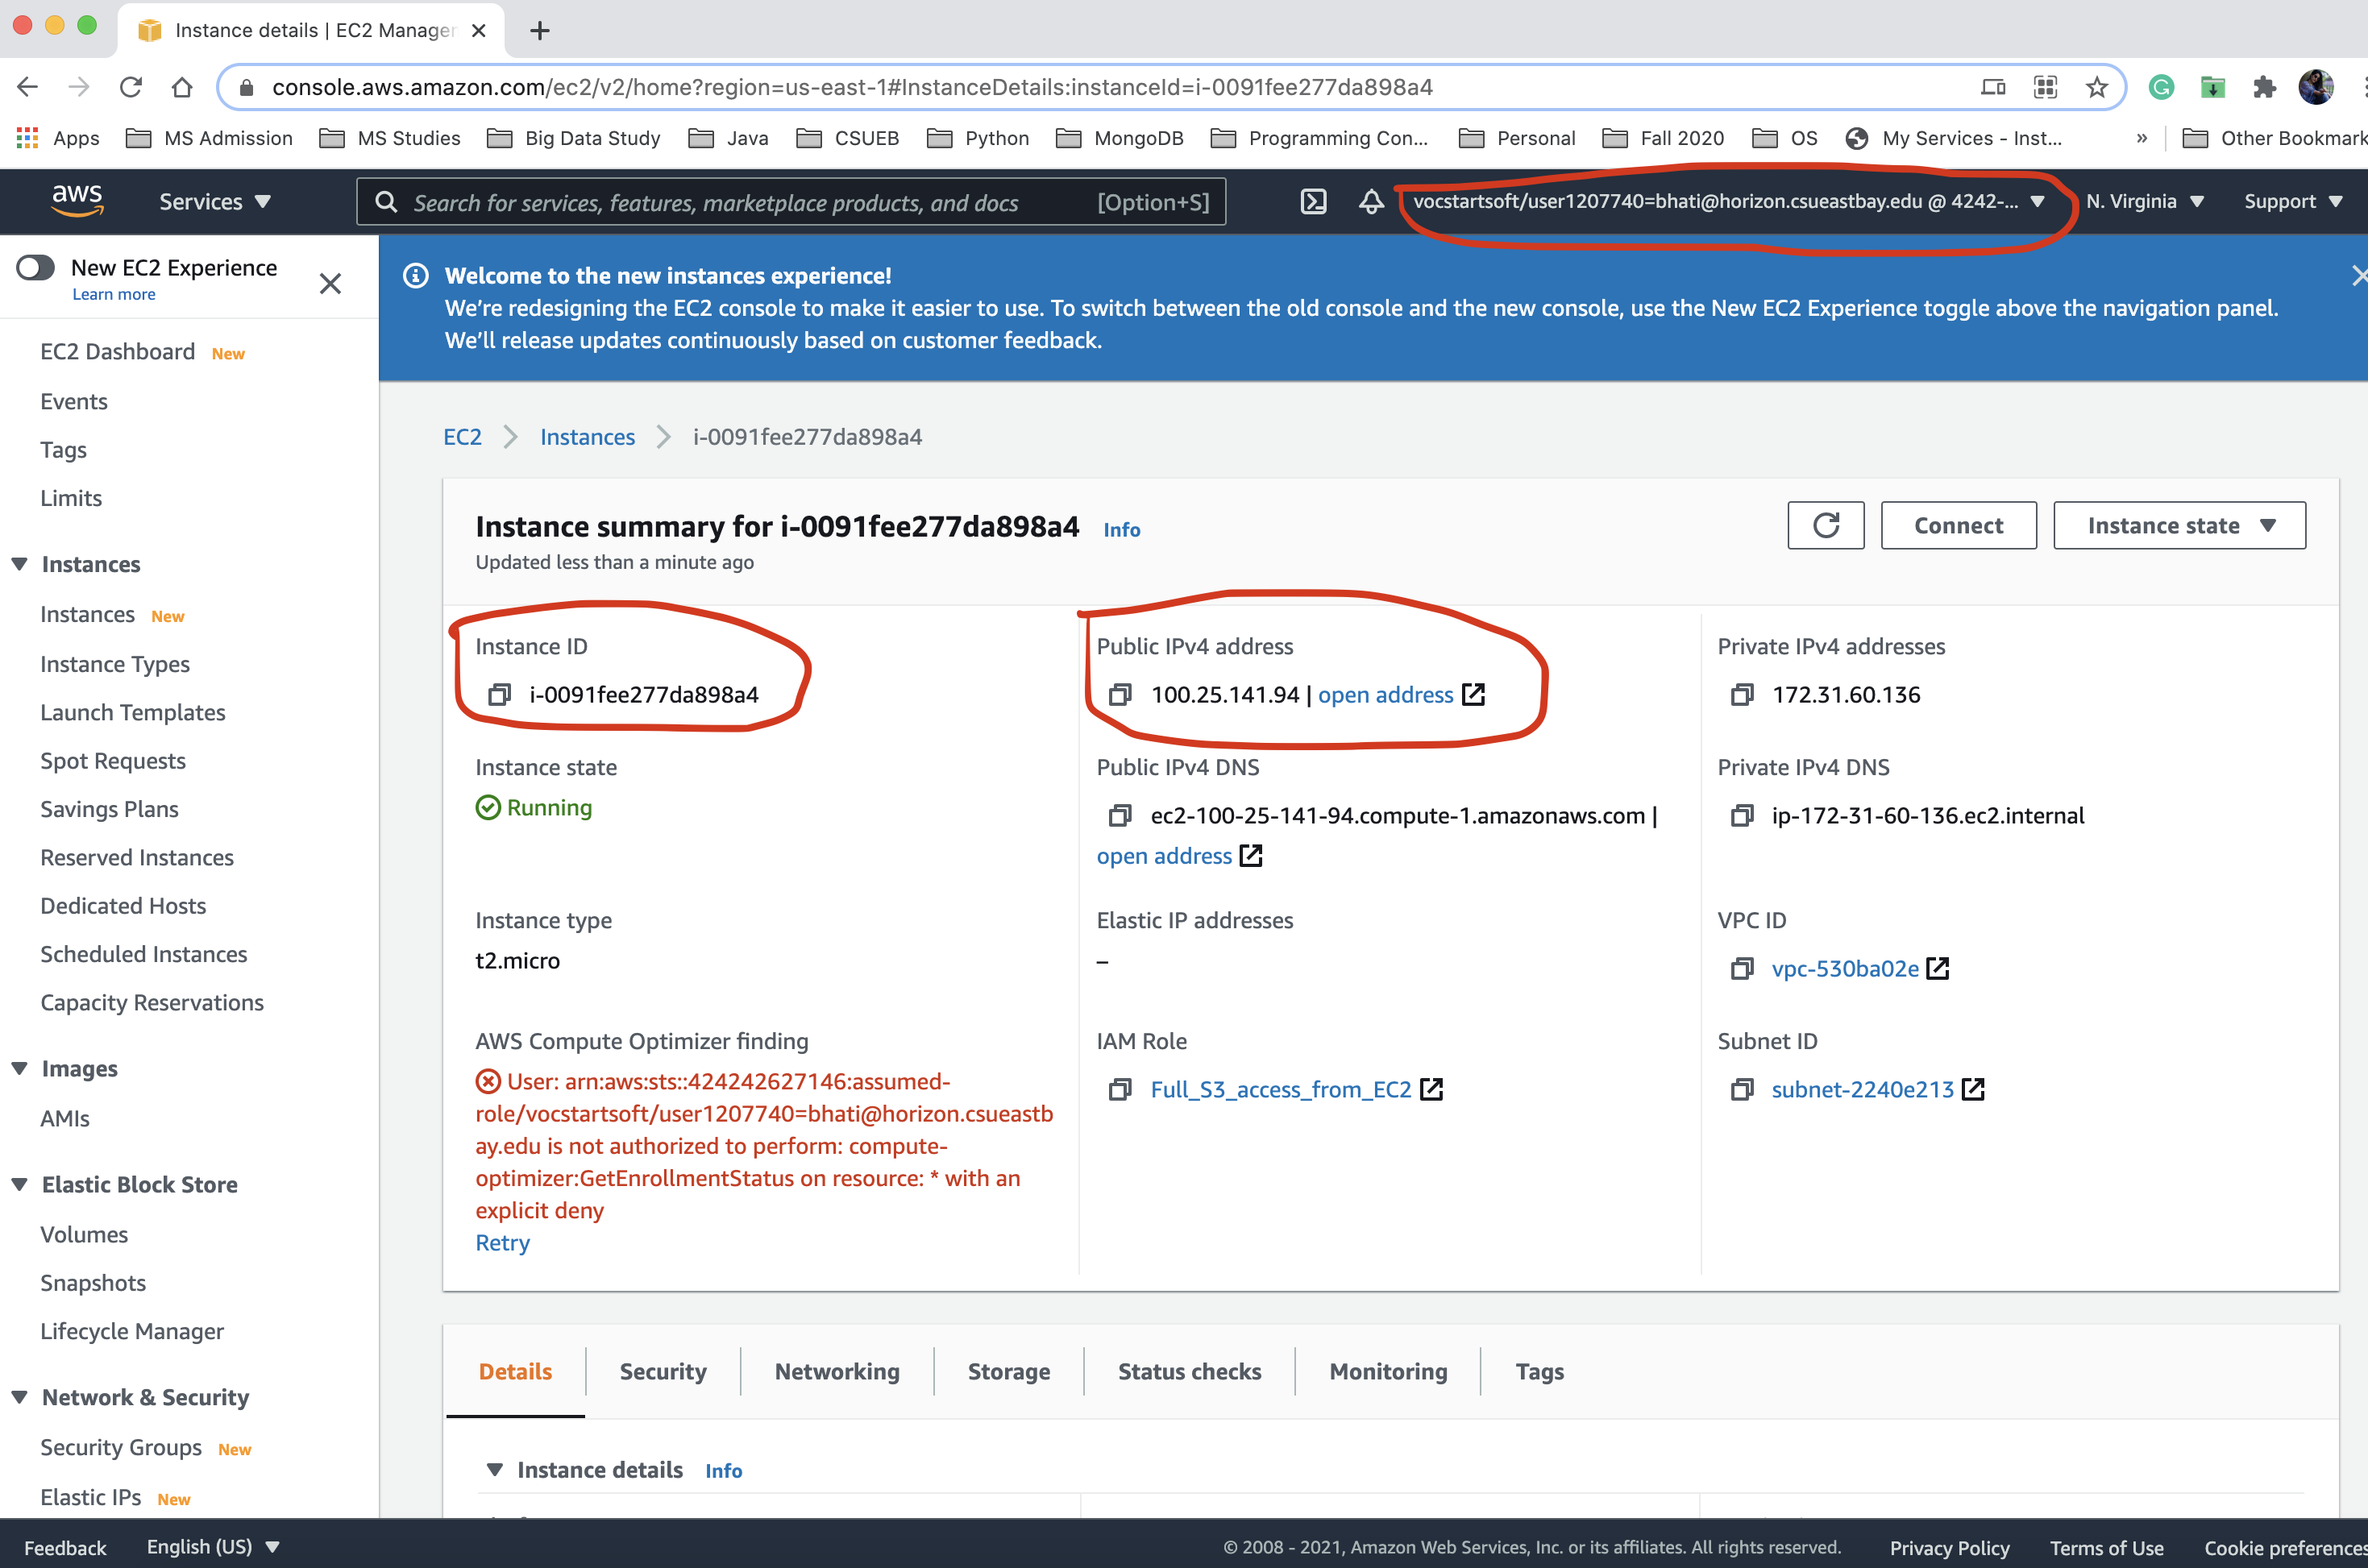 Instance details | EC2 Manager
console.aws.amazon.com/ec2/v2/home?region=us-east-1#InstanceDetails:instanceId=i-0091fee277da898a4
Apps MS Admission MS Studies Big Data Study Java CSUEB Python MongoDB Programming Con... Personal Fall 2020 OS My Services - Inst... » Other Bookmark
aws Services Search for services, features, marketplace products, and docs [Option+S] vocstartsoft/user1207740=bhati@horizon.csueastbay.edu @ 4242-... N. Virginia Support
New EC2 Experience
Learn more
Welcome to the new instances experience!
We're redesigning the EC2 console to make it easier to use. To switch between the old console and the new console, use the New EC2 Experience toggle above the navigation panel.
We'll release updates continuously based on customer feedback.
EC2 Dashboard New
Events
Tags
Limits
Instances
Instances New
Instance Types
Launch Templates
Spot Requests
Savings Plans
Reserved Instances
Dedicated Hosts
Scheduled Instances
Capacity Reservations
Images
AMIs
Elastic Block Store
Volumes
Snapshots
Lifecycle Manager
Network & Security
Security Groups New
Elastic IPs New
EC2 > Instances > i-0091fee277da898a4
Instance summary for i-0091fee277da898a4 Info
Updated less than a minute ago
Connect
Instance state
Instance ID
i-0091fee277da898a4
Public IPv4 address
100.25.141.94 | open address
Private IPv4 addresses
172.31.60.136
Instance state
Running
Public IPv4 DNS
ec2-100-25-141-94.compute-1.amazonaws.com |
open address
Private IPv4 DNS
ip-172-31-60-136.ec2.internal
Instance type
t2.micro
Elastic IP addresses
–
VPC ID
vpc-530ba02e
AWS Compute Optimizer finding
User: arn:aws:sts::424242627146:assumed-
role/vocstartsoft/user1207740=bhati@horizon.csueastb
ay.edu is not authorized to perform: compute-
optimizer:GetEnrollmentStatus on resource: * with an
explicit deny
Retry
IAM Role
Full_S3_access_from_EC2
Subnet ID
subnet-2240e213
Details Security Networking Storage Status checks Monitoring Tags
Instance details Info
Feedback English (US) © 2008 - 2021, Amazon Web Services, Inc. or its affiliates. All rights reserved. Privacy Policy Terms of Use Cookie preferences